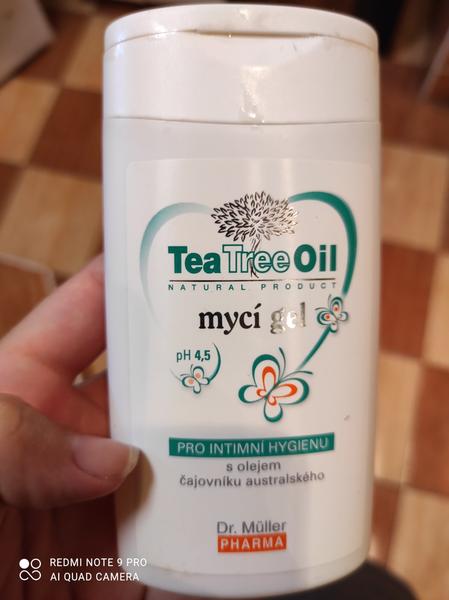 Tea Tree Oil
NATURAL PRODUCT
mycí gel
pH 4,5
PRO INTIMNÍ HYGIENU
s olejem
čajovníku australského
Dr. Müller
PHARMA
REDMI NOTE 9 PRO
AI QUAD CAMERA